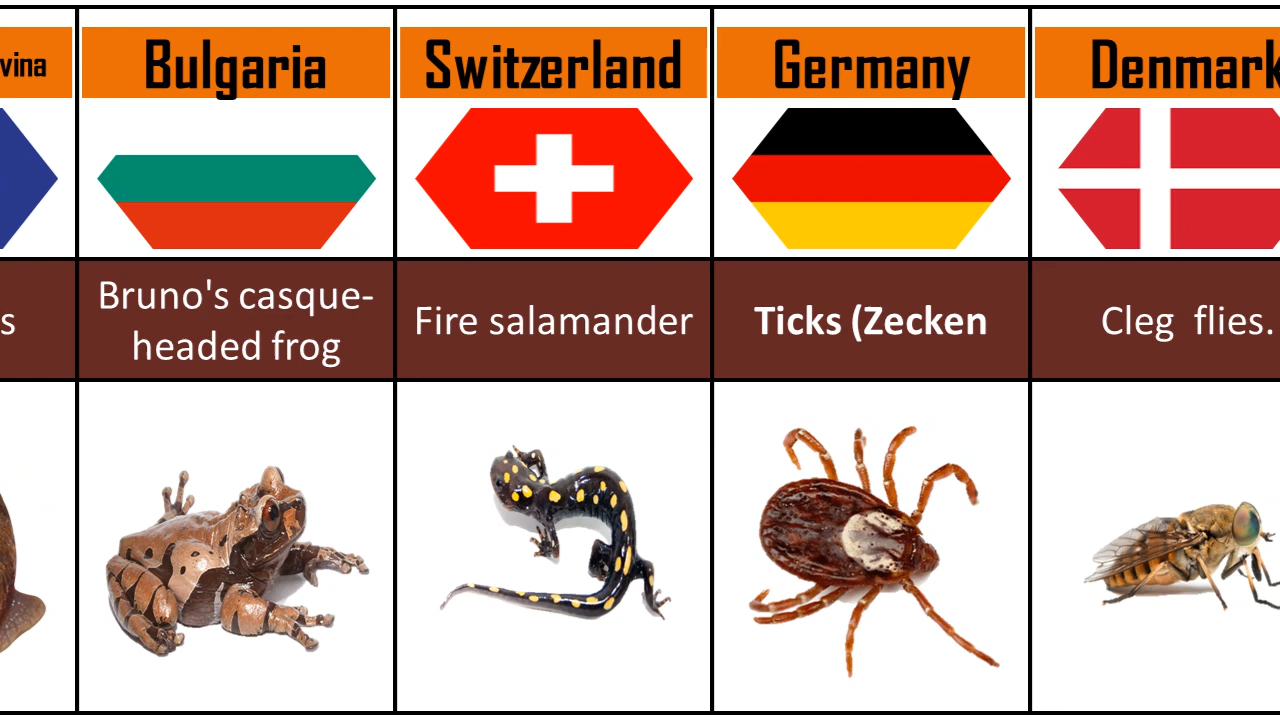 vina
Bulgaria
Switzerland
Germany
Denmark
s
Bruno's casque-
headed frog
Fire salamander
Ticks (Zecken
Cleg flies.